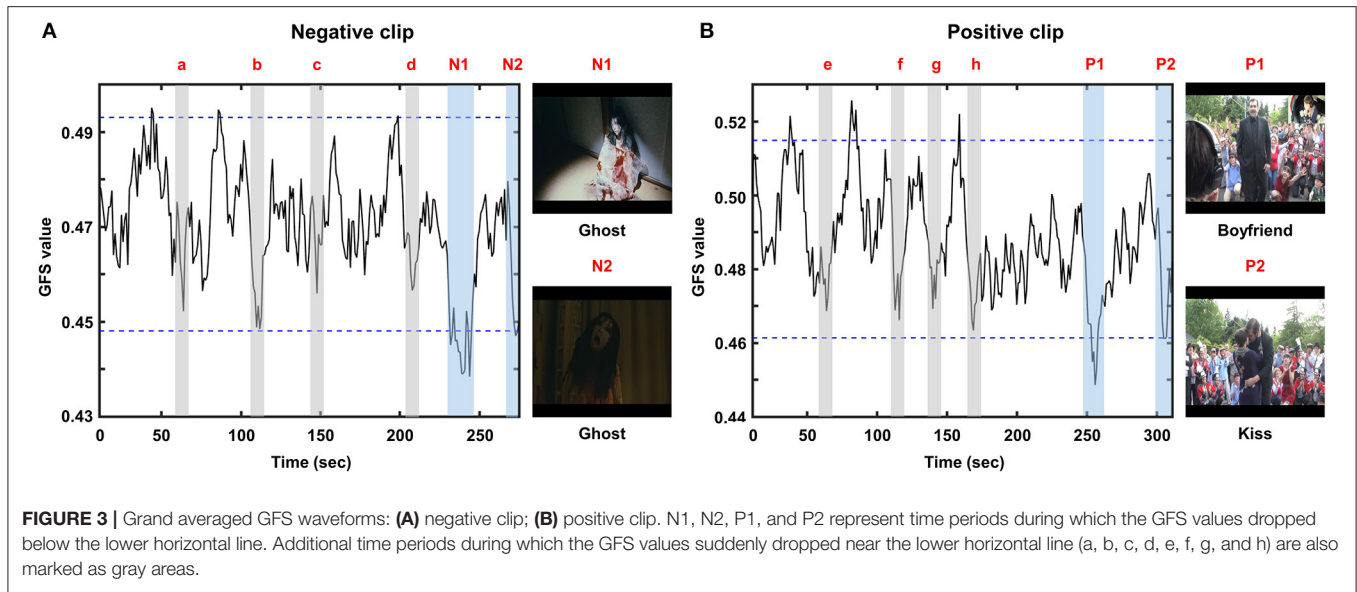 A
Negative clip
a b c d N1 N2
N1
0.49
0.47
0.45
0.43
GFS value
0 50 100 150 200 250
Time (sec)
Ghost
N2
Ghost
B
Positive clip
e f g h P1 P2
P1
0.52
0.50
0.48
0.46
0.44
GFS value
0 50 100 150 200 250 300
Time (sec)
Boyfriend
P2
Kiss
FIGURE 3 | Grand averaged GFS waveforms: (A) negative clip; (B) positive clip. N1, N2, P1, and P2 represent time periods during which the GFS values dropped
below the lower horizontal line. Additional time periods during which the GFS values suddenly dropped near the lower horizontal line (a, b, c, d, e, f, g, and h) are also
marked as gray areas.